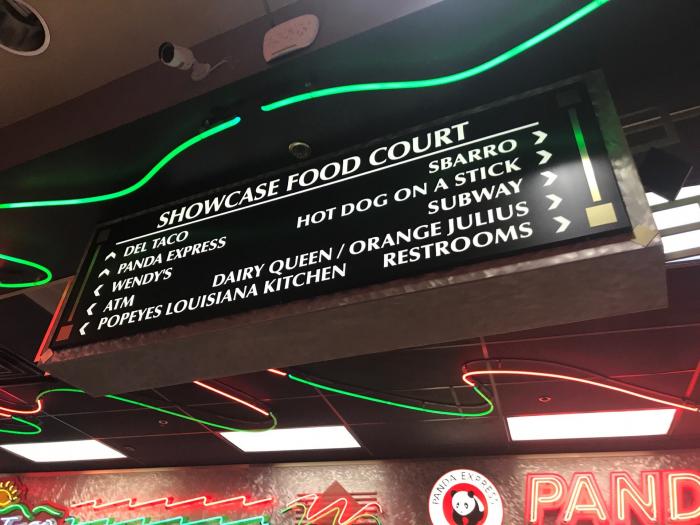 SHOWCASE FOOD COURT
DEL TACO
PANDA EXPRESS
WENDY'S
ATM
POPEYES LOUISIANA KITCHEN
SBARRO
HOT DOG ON A STICK
SUBWAY
DAIRY QUEEN / ORANGE JULIUS
RESTROOMS
PANDA EXPRESS
PAND